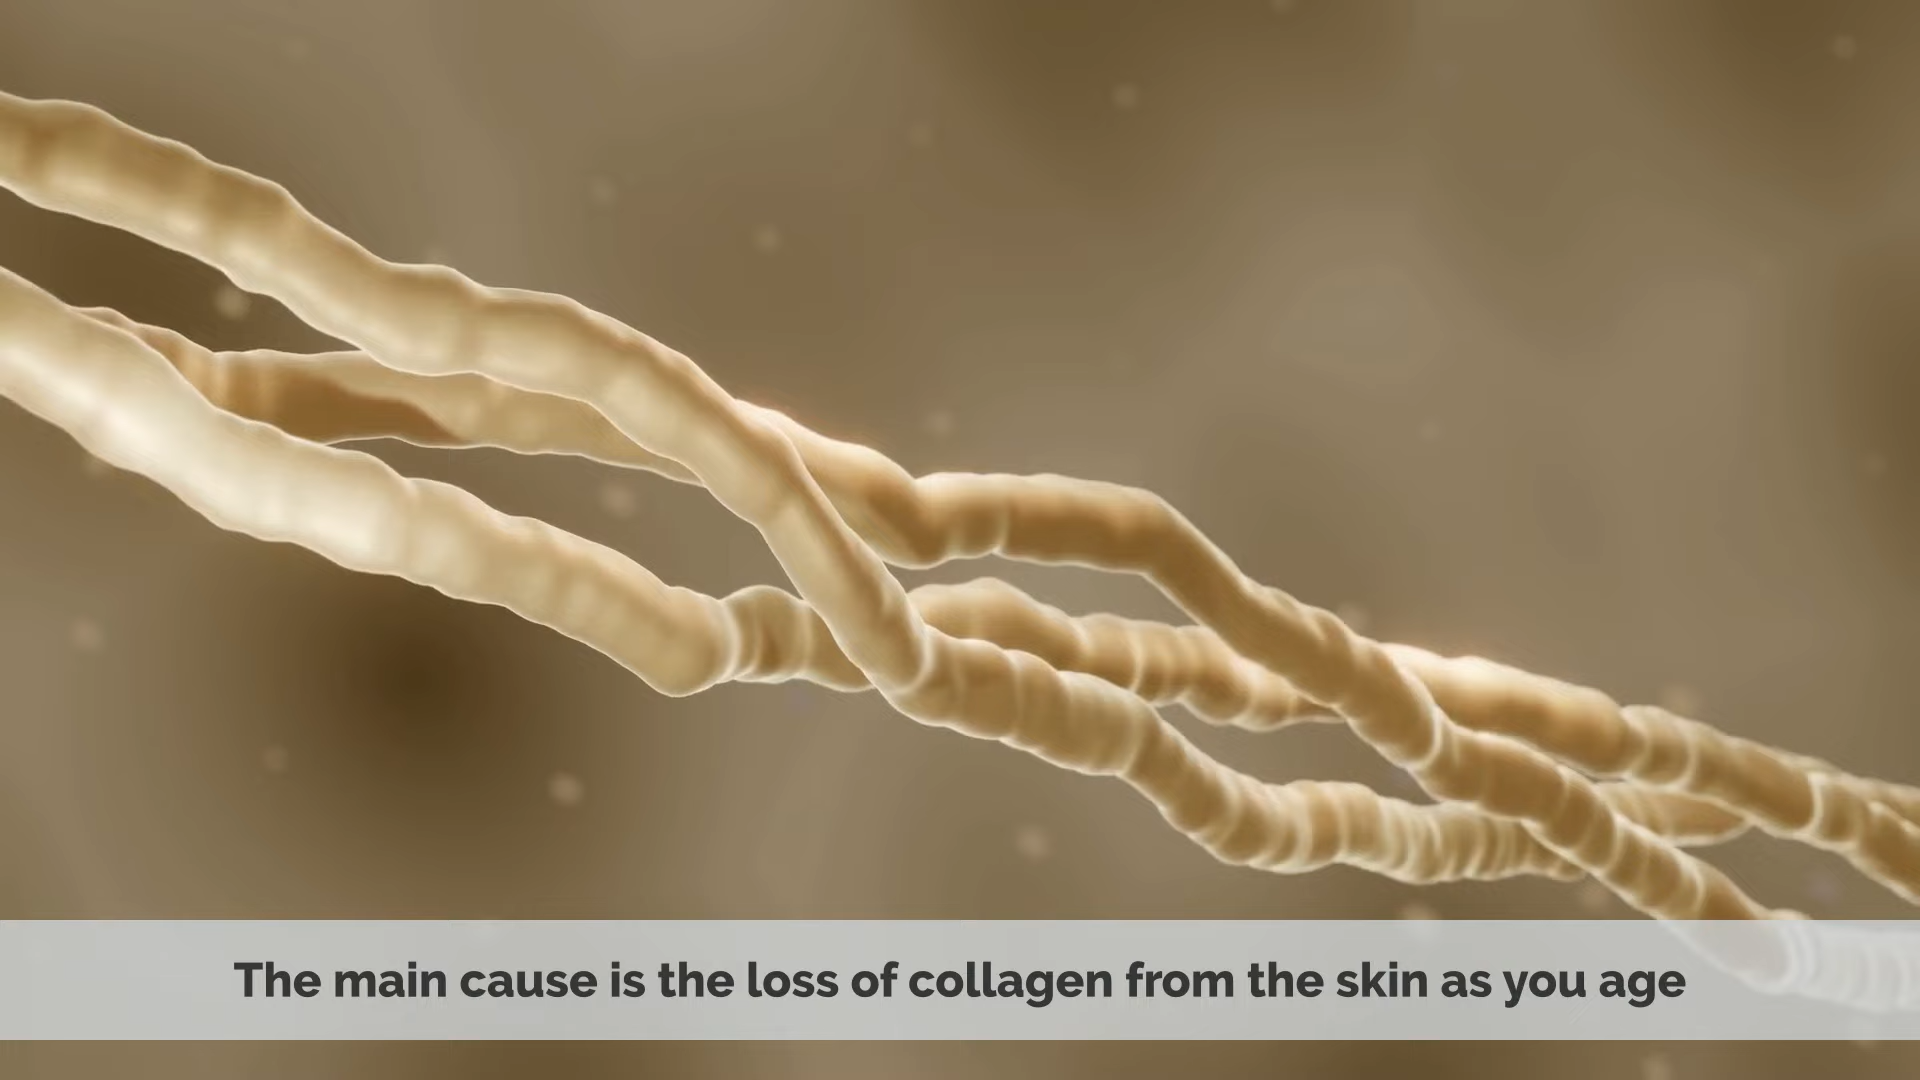 The main cause is the loss of collagen from the skin as you age